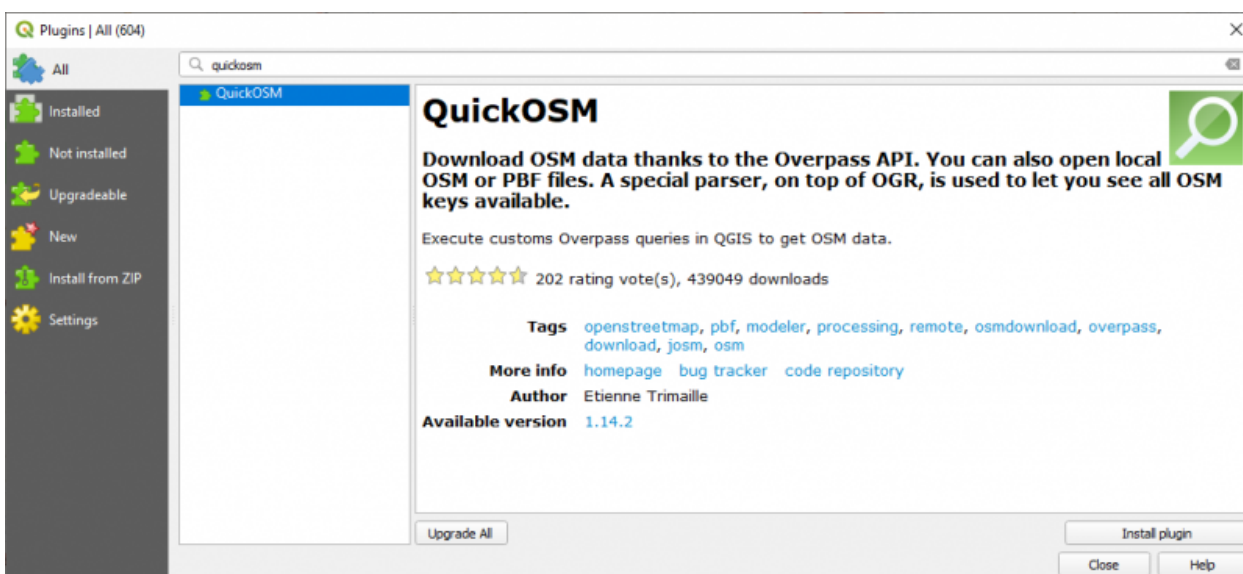 Plugins | All (604)
All
Installed
Not installed
Upgradeable
New
Install from ZIP
Settings
quickosm
QuickOSM
QuickOSM
Download OSM data thanks to the Overpass API. You can also open local
OSM or PBF files. A special parser, on top of OGR, is used to let you see all OSM
keys available.
Execute customs Overpass queries in QGIS to get OSM data.
202 rating vote(s), 439049 downloads
Tags openstreetmap, pbf, modeler, processing, remote, osmdownload, overpass,
download, josm, osm
More info homepage bug tracker code repository
Author Etienne Trimaille
Available version 1.14.2
Upgrade All
Install plugin
Close Help